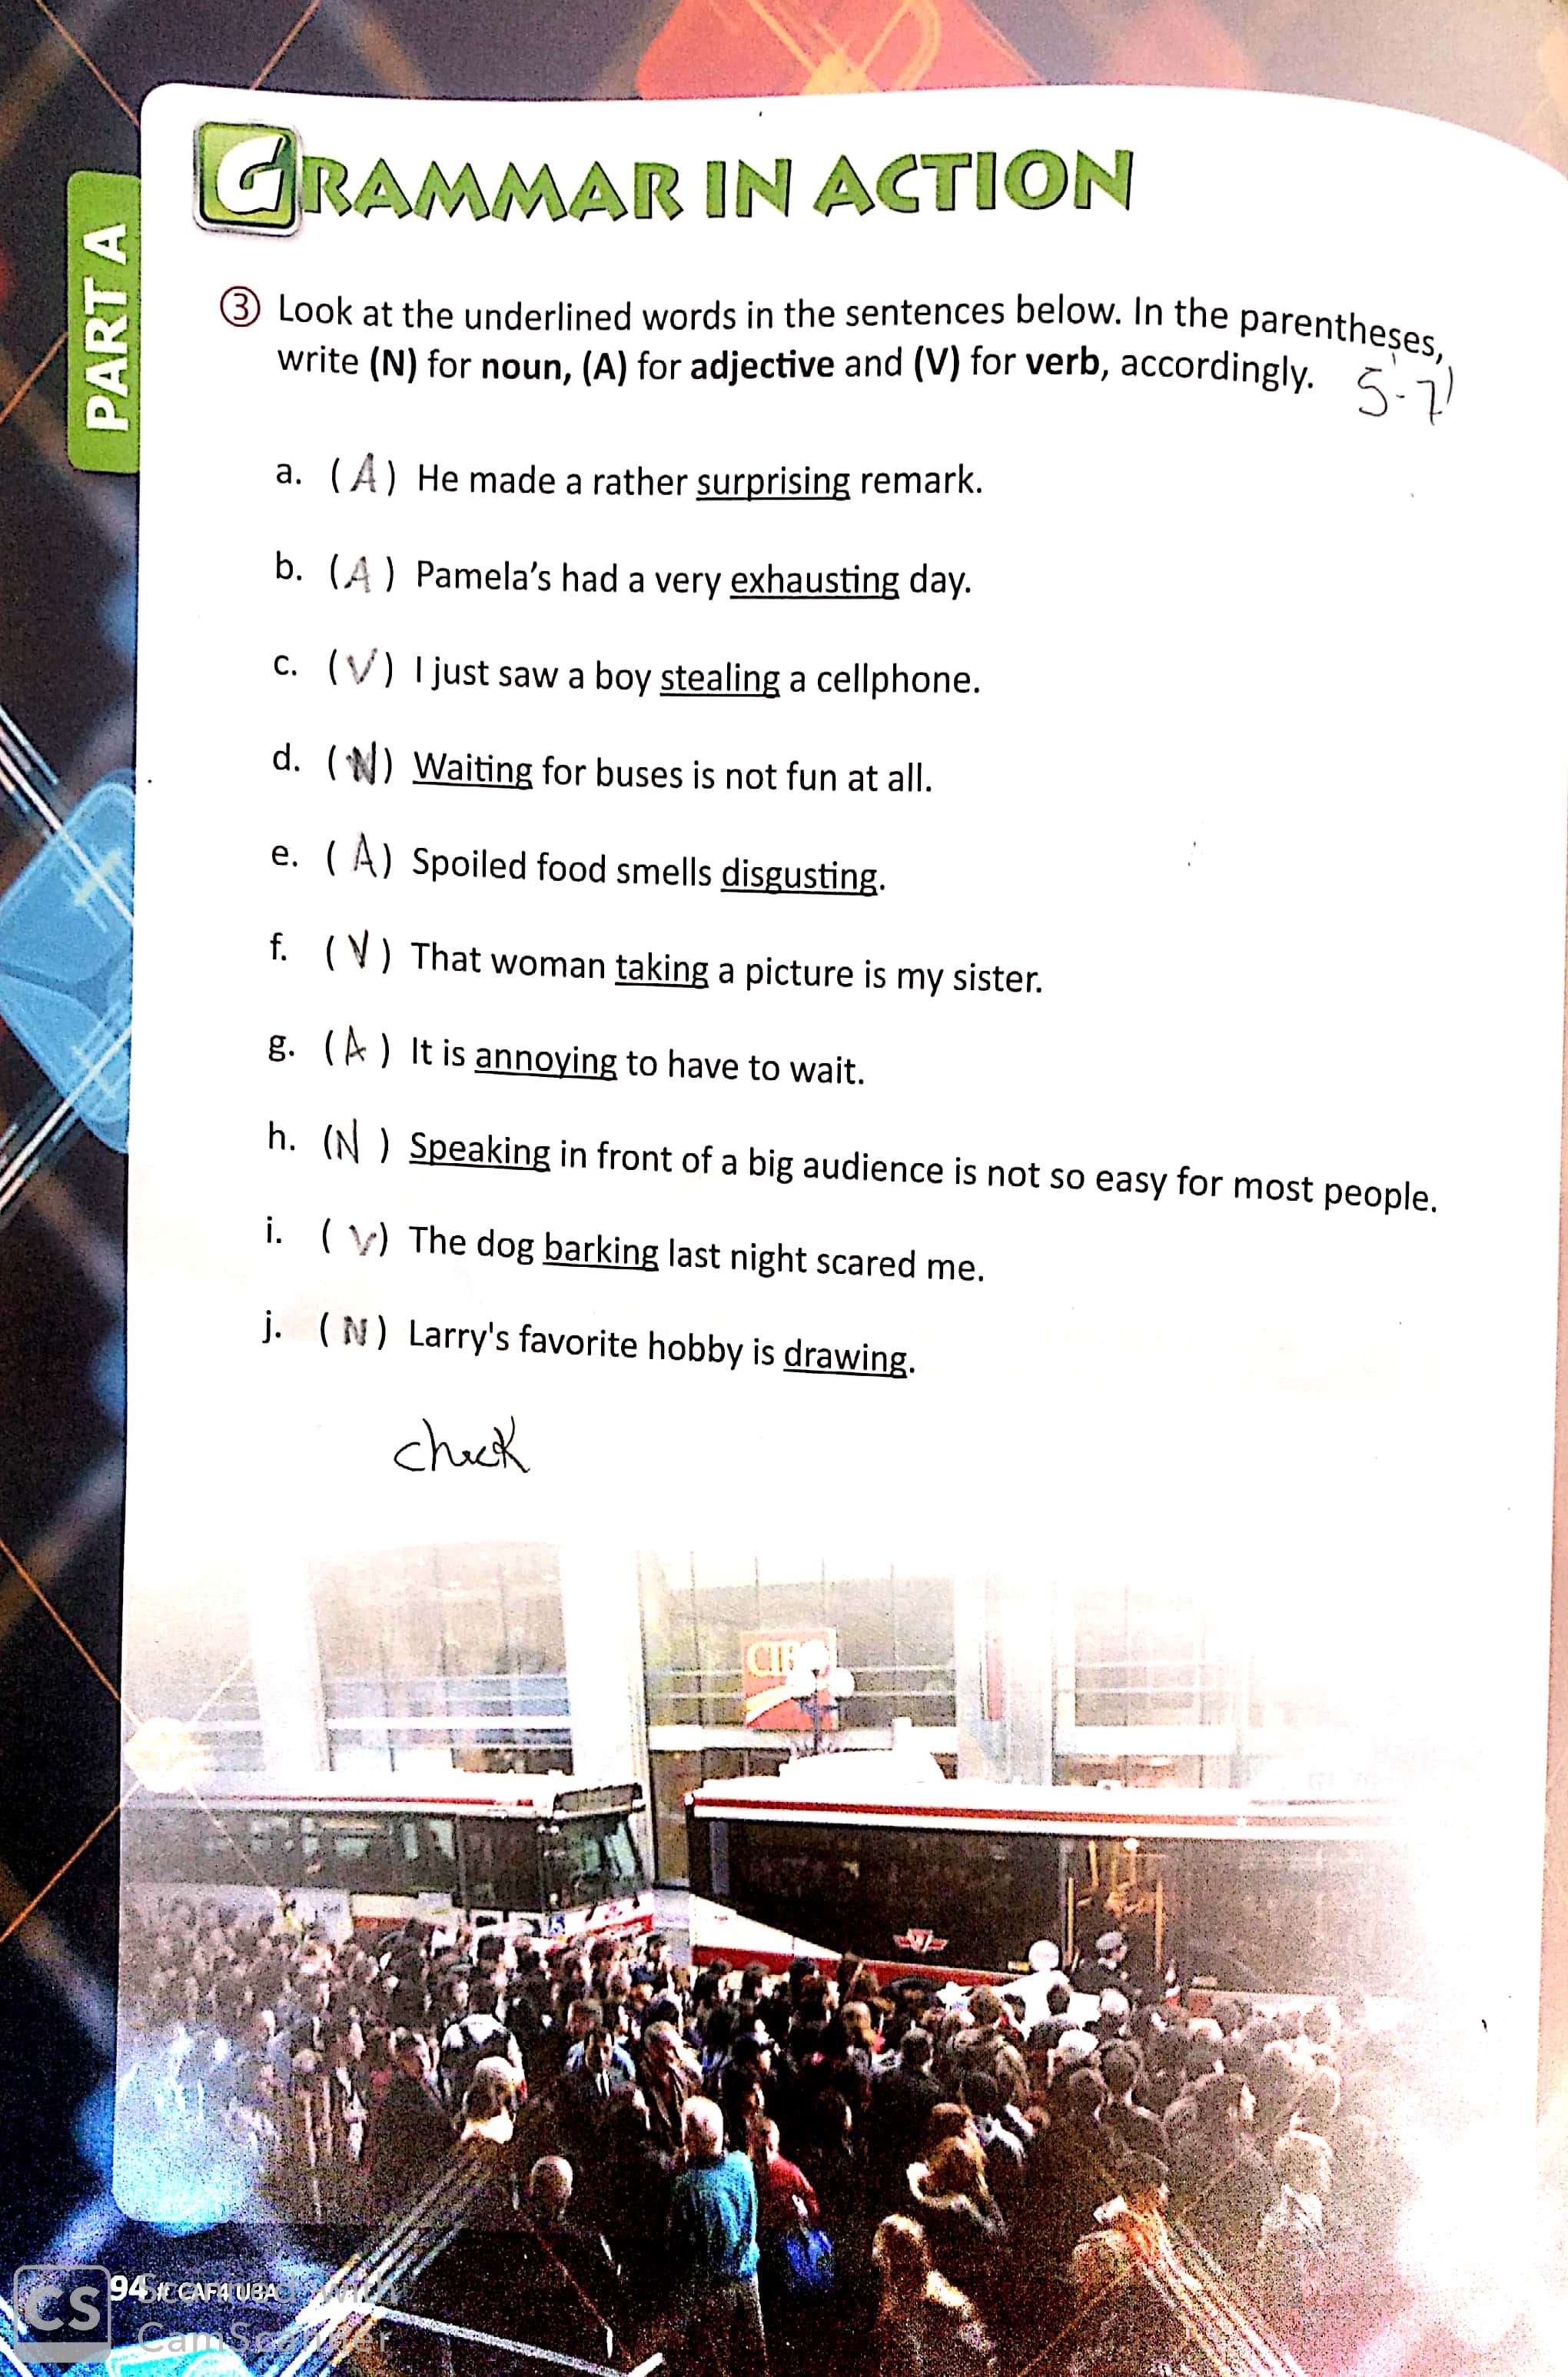 GRAMMAR IN ACTION
PART A
③ Look at the underlined words in the sentences below. In the parentheses,
write (N) for noun, (A) for adjective and (V) for verb, accordingly. 5-7'
a. (A) He made a rather surprising remark.
b. (A) Pamela's had a very exhausting day.
c. (V) I just saw a boy stealing a cellphone.
d. (N) Waiting for buses is not fun at all.
e. (A) Spoiled food smells disgusting.
f. (V) That woman taking a picture is my sister.
g. (A) It is annoying to have to wait.
h. (N) Speaking in front of a big audience is not so easy for most people.
i. (V) The dog barking last night scared me.
j. (N) Larry's favorite hobby is drawing.
check
94 CAF4 U3A
CS Scanned with
CamScanner